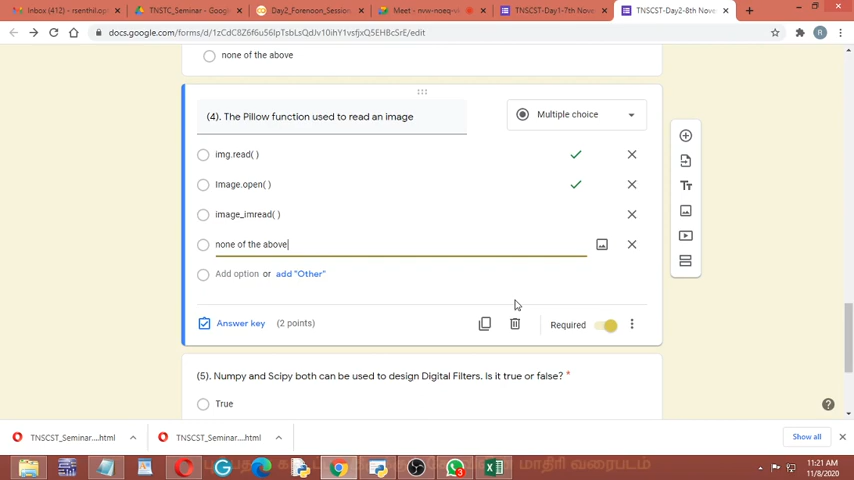 Inbox (412) - rsenthil.op
TNSTC_Seminar - Googl
Day2_Forenoon_Session
Meet - nvw-noeq-
TNSCST-Day1-7th Nove
TNSCST-Day2-8th Nove
docs.google.com/forms/d/1zCdC8Z6f6u56lpTsbLsQdJv10ihY1vsfjxQ5EHBcSrE/edit
R
none of the above
(4). The Pillow function used to read an image
Multiple choice
img.read( )
Image.open( )
image_imread( )
none of the above
Add option or add "Other"
Answer key (2 points)
Required
(5). Numpy and Scipy both can be used to design Digital Filters. Is it true or false? *
True
TNSCST_Seminar....html
TNSCST_Seminar....html
Show all
மாதிரி வரைபடம்
11:21 AM
11/8/2020